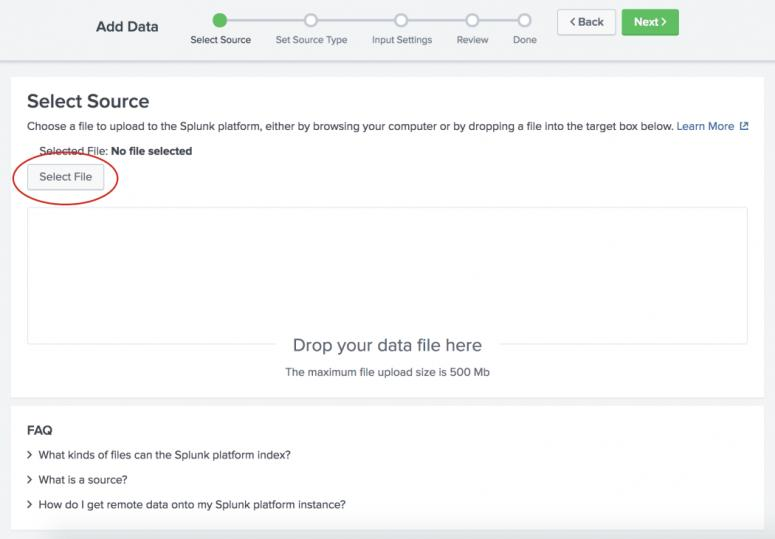 Add Data
Select Source
Set Source Type
Input Settings
Review
Done
< Back
Next >
Select Source
Choose a file to upload to the Splunk platform, either by browsing your computer or by dropping a file into the target box below. Learn More
Selected File: No file selected
Select File
Drop your data file here
The maximum file upload size is 500 Mb
FAQ
> What kinds of files can the Splunk platform index?
> What is a source?
> How do I get remote data onto my Splunk platform instance?